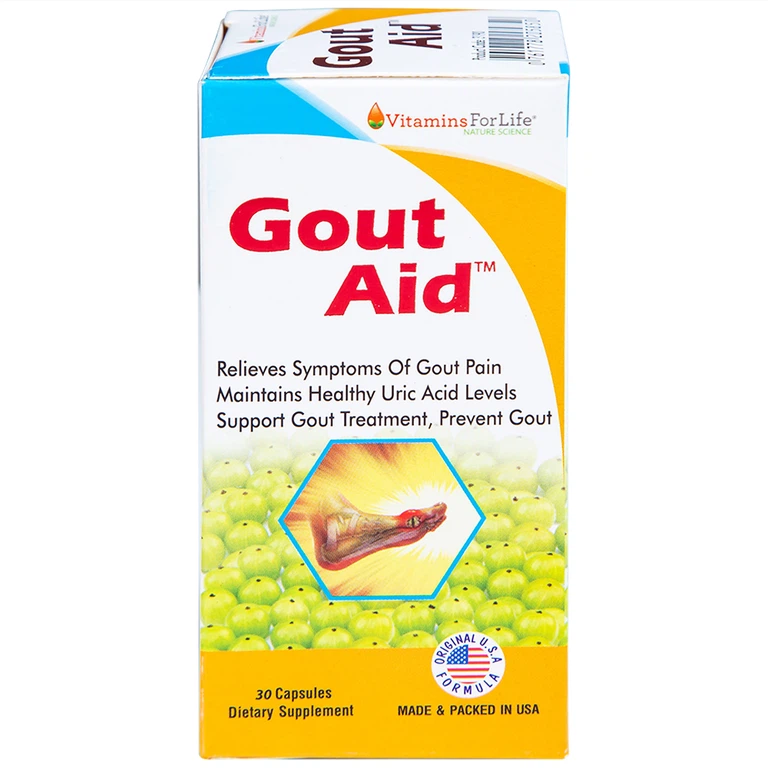 Gout Aid™
VitaminsForLife®
NATURE SCIENCE
Gout
Aid™
Relieves Symptoms Of Gout Pain
Maintains Healthy Uric Acid Levels
Support Gout Treatment, Prevent Gout
ORIGINAL U.S.A
FORMULA
30 Capsules
Dietary Supplement
MADE & PACKED IN USA